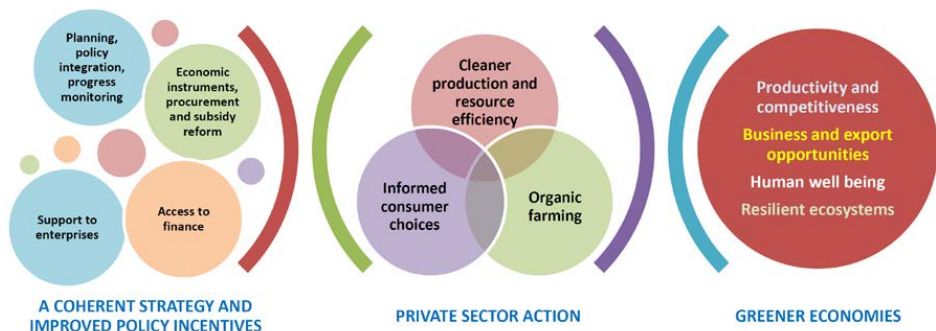 Planning,
policy
integration,
progress
monitoring
Economic
instruments,
procurement
and subsidy
reform
Support to
enterprises
Access to
finance
A COHERENT STRATEGY AND
IMPROVED POLICY INCENTIVES
Cleaner
production and
resource
efficiency
Informed
consumer
choices
Organic
farming
PRIVATE SECTOR ACTION
Productivity and
competitiveness
Business and export
opportunities
Human well being
Resilient ecosystems
GREENER ECONOMIES